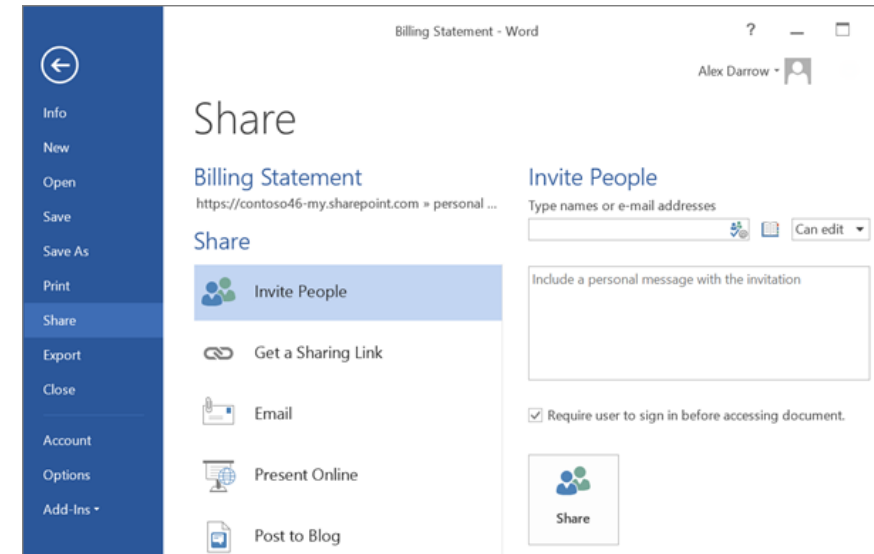 Billing Statement - Word
?
Alex Darrow
Info
New
Open
Save
Save As
Print
Share
Export
Close
Account
Options
Add-Ins
Share
Billing Statement
https://contoso46-my.sharepoint.com » personal ...
Share
Invite People
Get a Sharing Link
Email
Present Online
Post to Blog
Invite People
Type names or e-mail addresses
Can edit
Include a personal message with the invitation
Require user to sign in before accessing document.
Share